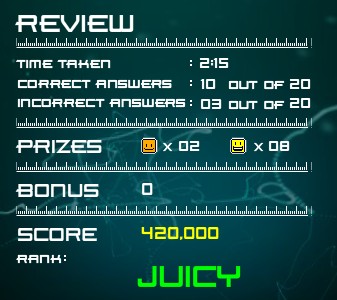 REVIEW
TIME TAKEN : 2:15
CORRECT ANSWERS : 10 OUT OF 20
INCORRECT ANSWERS : 03 OUT OF 20
PRIZES x 02 x 08
BONUS 0
SCORE 420,000
RANK:
JUICY